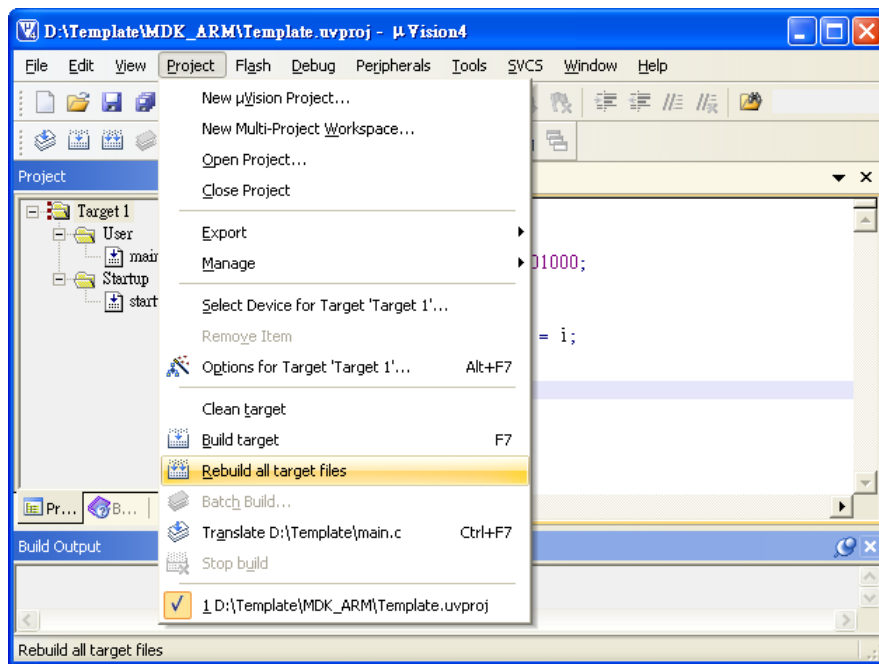 D:\Template\MDK_ARM\Template.uvproj - µVision4
File Edit View Project Flash Debug Peripherals Tools SVCS Window Help
New µVision Project...
New Multi-Project Workspace...
Open Project...
Close Project
Export
Manage
Select Device for Target 'Target 1'...
Remove Item
Options for Target 'Target 1'... Alt+F7
Clean target
Build target F7
Rebuild all target files
Batch Build...
Translate D:\Template\main.c Ctrl+F7
Stop build
1 D:\Template\MDK_ARM\Template.uvproj
Project
Target 1
User
main
Startup
start
01000;
= i;
Pr... B...
Build Output
Rebuild all target files